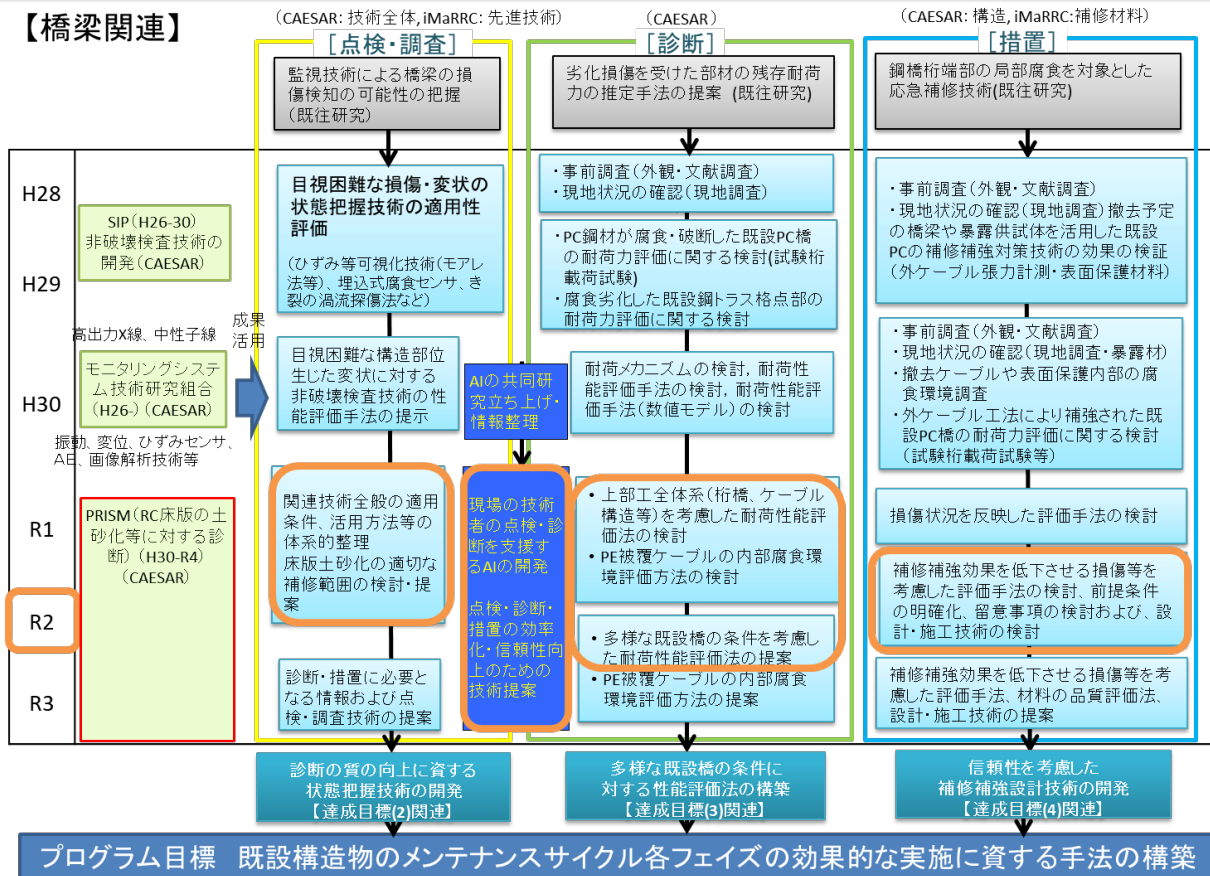 【橋梁関連】
(CAESAR: 技術全体, iMaRRC: 先進技術)
[点検・調査]
監視技術による橋梁の損
傷検知の可能性の把握
(既往研究)
(CAESAR)
[診断]
劣化損傷を受けた部材の残存耐荷
力の推定手法の提案 (既往研究)
(CAESAR: 構造, iMaRRC:補修材料)
[措置]
鋼橋桁端部の局部腐食を対象とした
応急補修技術(既往研究)
H28
H29
H30
R1
R2
R3
SIP(H26-30)
非破壊検査技術の
開発(CAESAR)
高出力X線、中性子線
成果
活用
モニタリングシステ
ム技術研究組合
(H26-)(CAESAR)
振動、変位、ひずみセンサ、
AE、画像解析技術等
PRISM(RC床版の土
砂化等に対する診
断)(H30-R4)
(CAESAR)
目視困難な損傷・変状の
状態把握技術の適用性
評価
(ひずみ等可視化技術(モアレ
法等)、埋込式腐食センサ、き
裂の渦流探傷法など)
目視困難な構造部位
生じた変状に対する
非破壊検査技術の性
能評価手法の提示
関連技術全般の適用
条件、活用方法等の
体系的整理
床版土砂化の適切な
補修範囲の検討・提
案
診断・措置に必要と
なる情報および点
検・調査技術の提案
AIの共同研
究立ち上げ・
情報整理
現場の技術
者の点検・診
断を支援す
るAIの開発
点検・診断・
措置の効率
化・信頼性向
上のための
技術提案
・事前調査(外観・文献調査)
・現地状況の確認(現地調査)
・PC鋼材が腐食・破断した既設PC橋
の耐荷力評価に関する検討(試験桁
載荷試験)
・腐食劣化した既設鋼トラス格点部の
耐荷力評価に関する検討
耐荷メカニズムの検討，耐荷性
能評価手法の検討，耐荷性能評
価手法(数値モデル)の検討
• 上部工全体系(桁橋、ケーブル
構造等)を考慮した耐荷性能評
価法の検討
• PE被覆ケーブルの内部腐食環
境評価方法の検討
• 多様な既設橋の条件を考慮し
た耐荷性能評価法の提案
• PE被覆ケーブルの内部腐食
環境評価方法の提案
・事前調査(外観・文献調査)
・現地状況の確認(現地調査)撤去予定
の橋梁や暴露供試体を活用した既設
PCの補修補強対策技術の効果の検証
(外ケーブル張力計測・表面保護材料)
・事前調査(外観・文献調査)
・現地状況の確認(現地調査・暴露材)
・撤去ケーブルや表面保護内部の腐
食環境調査
・外ケーブル工法により補強された既
設PC橋の耐荷力評価に関する検討
(試験桁載荷試験等)
損傷状況を反映した評価手法の検討
補修補強効果を低下させる損傷等を
考慮した評価手法の検討、前提条件
の明確化、留意事項の検討および、設
計・施工技術の検討
補修補強効果を低下させる損傷等を考
慮した評価手法、材料の品質評価法、
設計・施工技術の提案
診断の質の向上に資する
状態把握技術の開発
【達成目標(2)関連】
多様な既設橋の条件に
対する性能評価法の構築
【達成目標(3)関連】
信頼性を考慮した
補修補強設計技術の開発
【達成目標(4)関連】
プログラム目標 既設構造物のメンテナンスサイクル各フェイズの効果的な実施に資する手法の構築